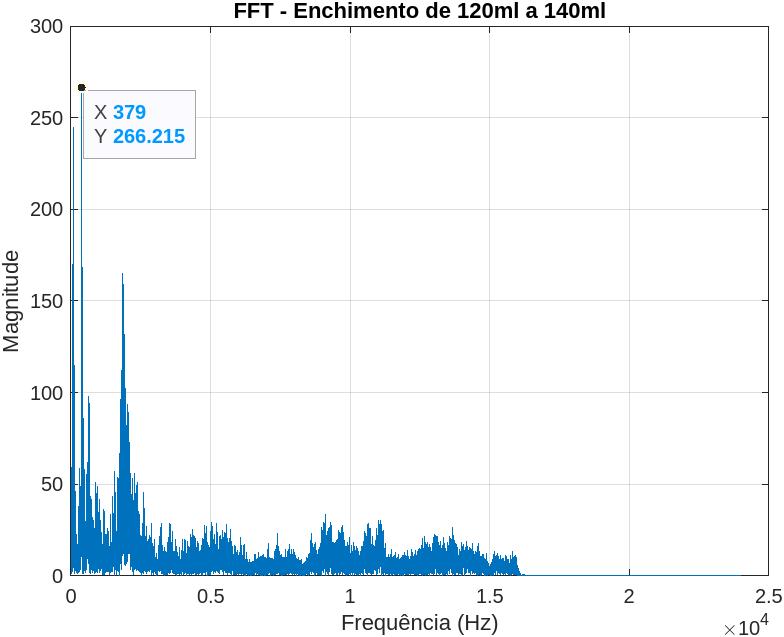 FFT - Enchimento de 120ml a 140ml
300
X 379
Y 266.215
250
200
150
100
50
0
Magnitude
0 0.5 1 1.5 2 2.5
Frequência (Hz)
×10^4